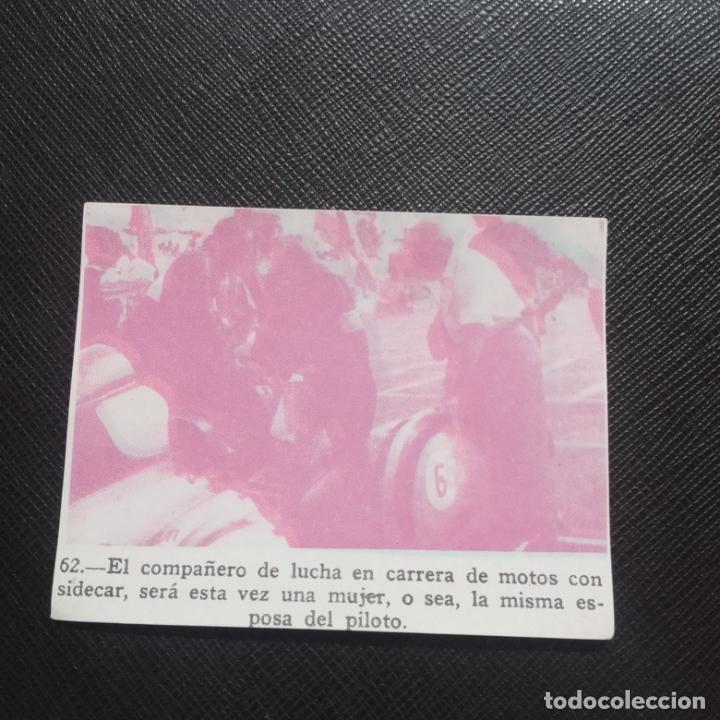 6
62.—El compañero de lucha en carrera de motos con
sidecar, será esta vez una mujer, o sea, la misma es-
posa del piloto.
todocoleccion